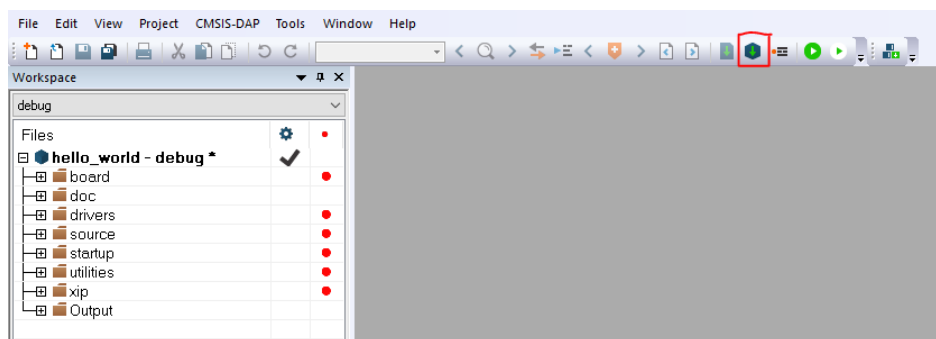 File Edit View Project CMSIS-DAP Tools Window Help
Workspace
debug
Files
hello_world - debug *
board
doc
drivers
source
startup
utilities
xip
Output